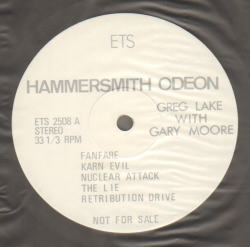 ETS
HAMMERSMITH ODEON
ETS 2508 A
STEREO
33 1/3 RPM
GREG LAKE
WITH
GARY MOORE
FANFARE
KARN EVIL
NUCLEAR ATTACK
THE LIE
RETRIBUTION DRIVE
NOT FOR SALE